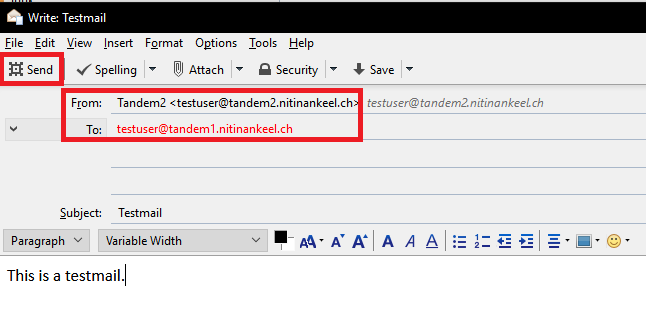 Write: Testmail
File Edit View Insert Format Options Tools Help
Send Spelling Attach Security Save
From: Tandem2 <testuser@tandem2.nitinankeel.ch> testuser@tandem2.nitinankeel.ch
To: testuser@tandem1.nitinankeel.ch
Subject: Testmail
Paragraph Variable Width
This is a testmail.